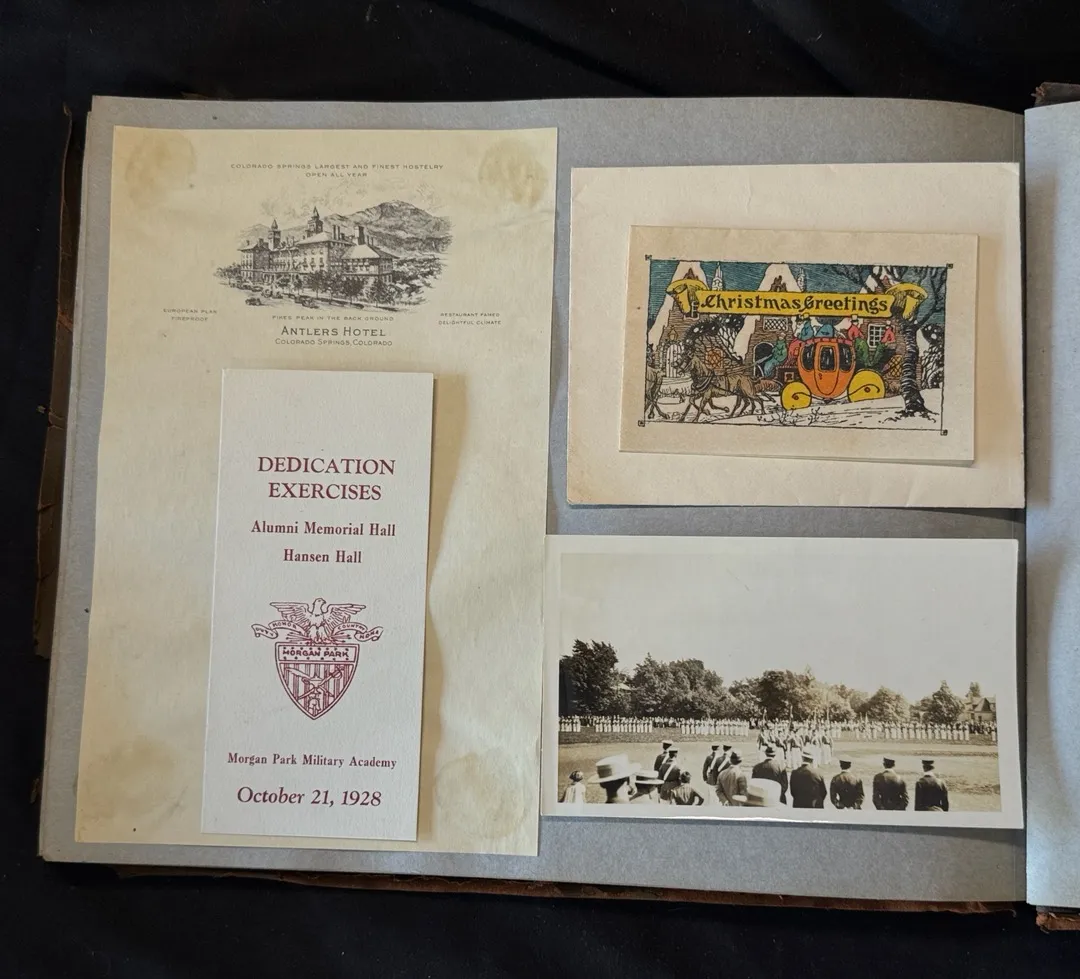 COLORADO SPRINGS LARGEST AND FINEST HOSTELRY
OPEN ALL YEAR
EUROPEAN PLAN
FIREPROOF
PIKES PEAK IN THE BACK GROUND
RESTAURANT FAMED
DELIGHTFUL CLIMATE
ANTLERS HOTEL
COLORADO SPRINGS, COLORADO
DEDICATION
EXERCISES
Alumni Memorial Hall
Hansen Hall
HONOR
COUNTRY
MORGAN PARK
Morgan Park Military Academy
October 21, 1928
Christmas Greetings